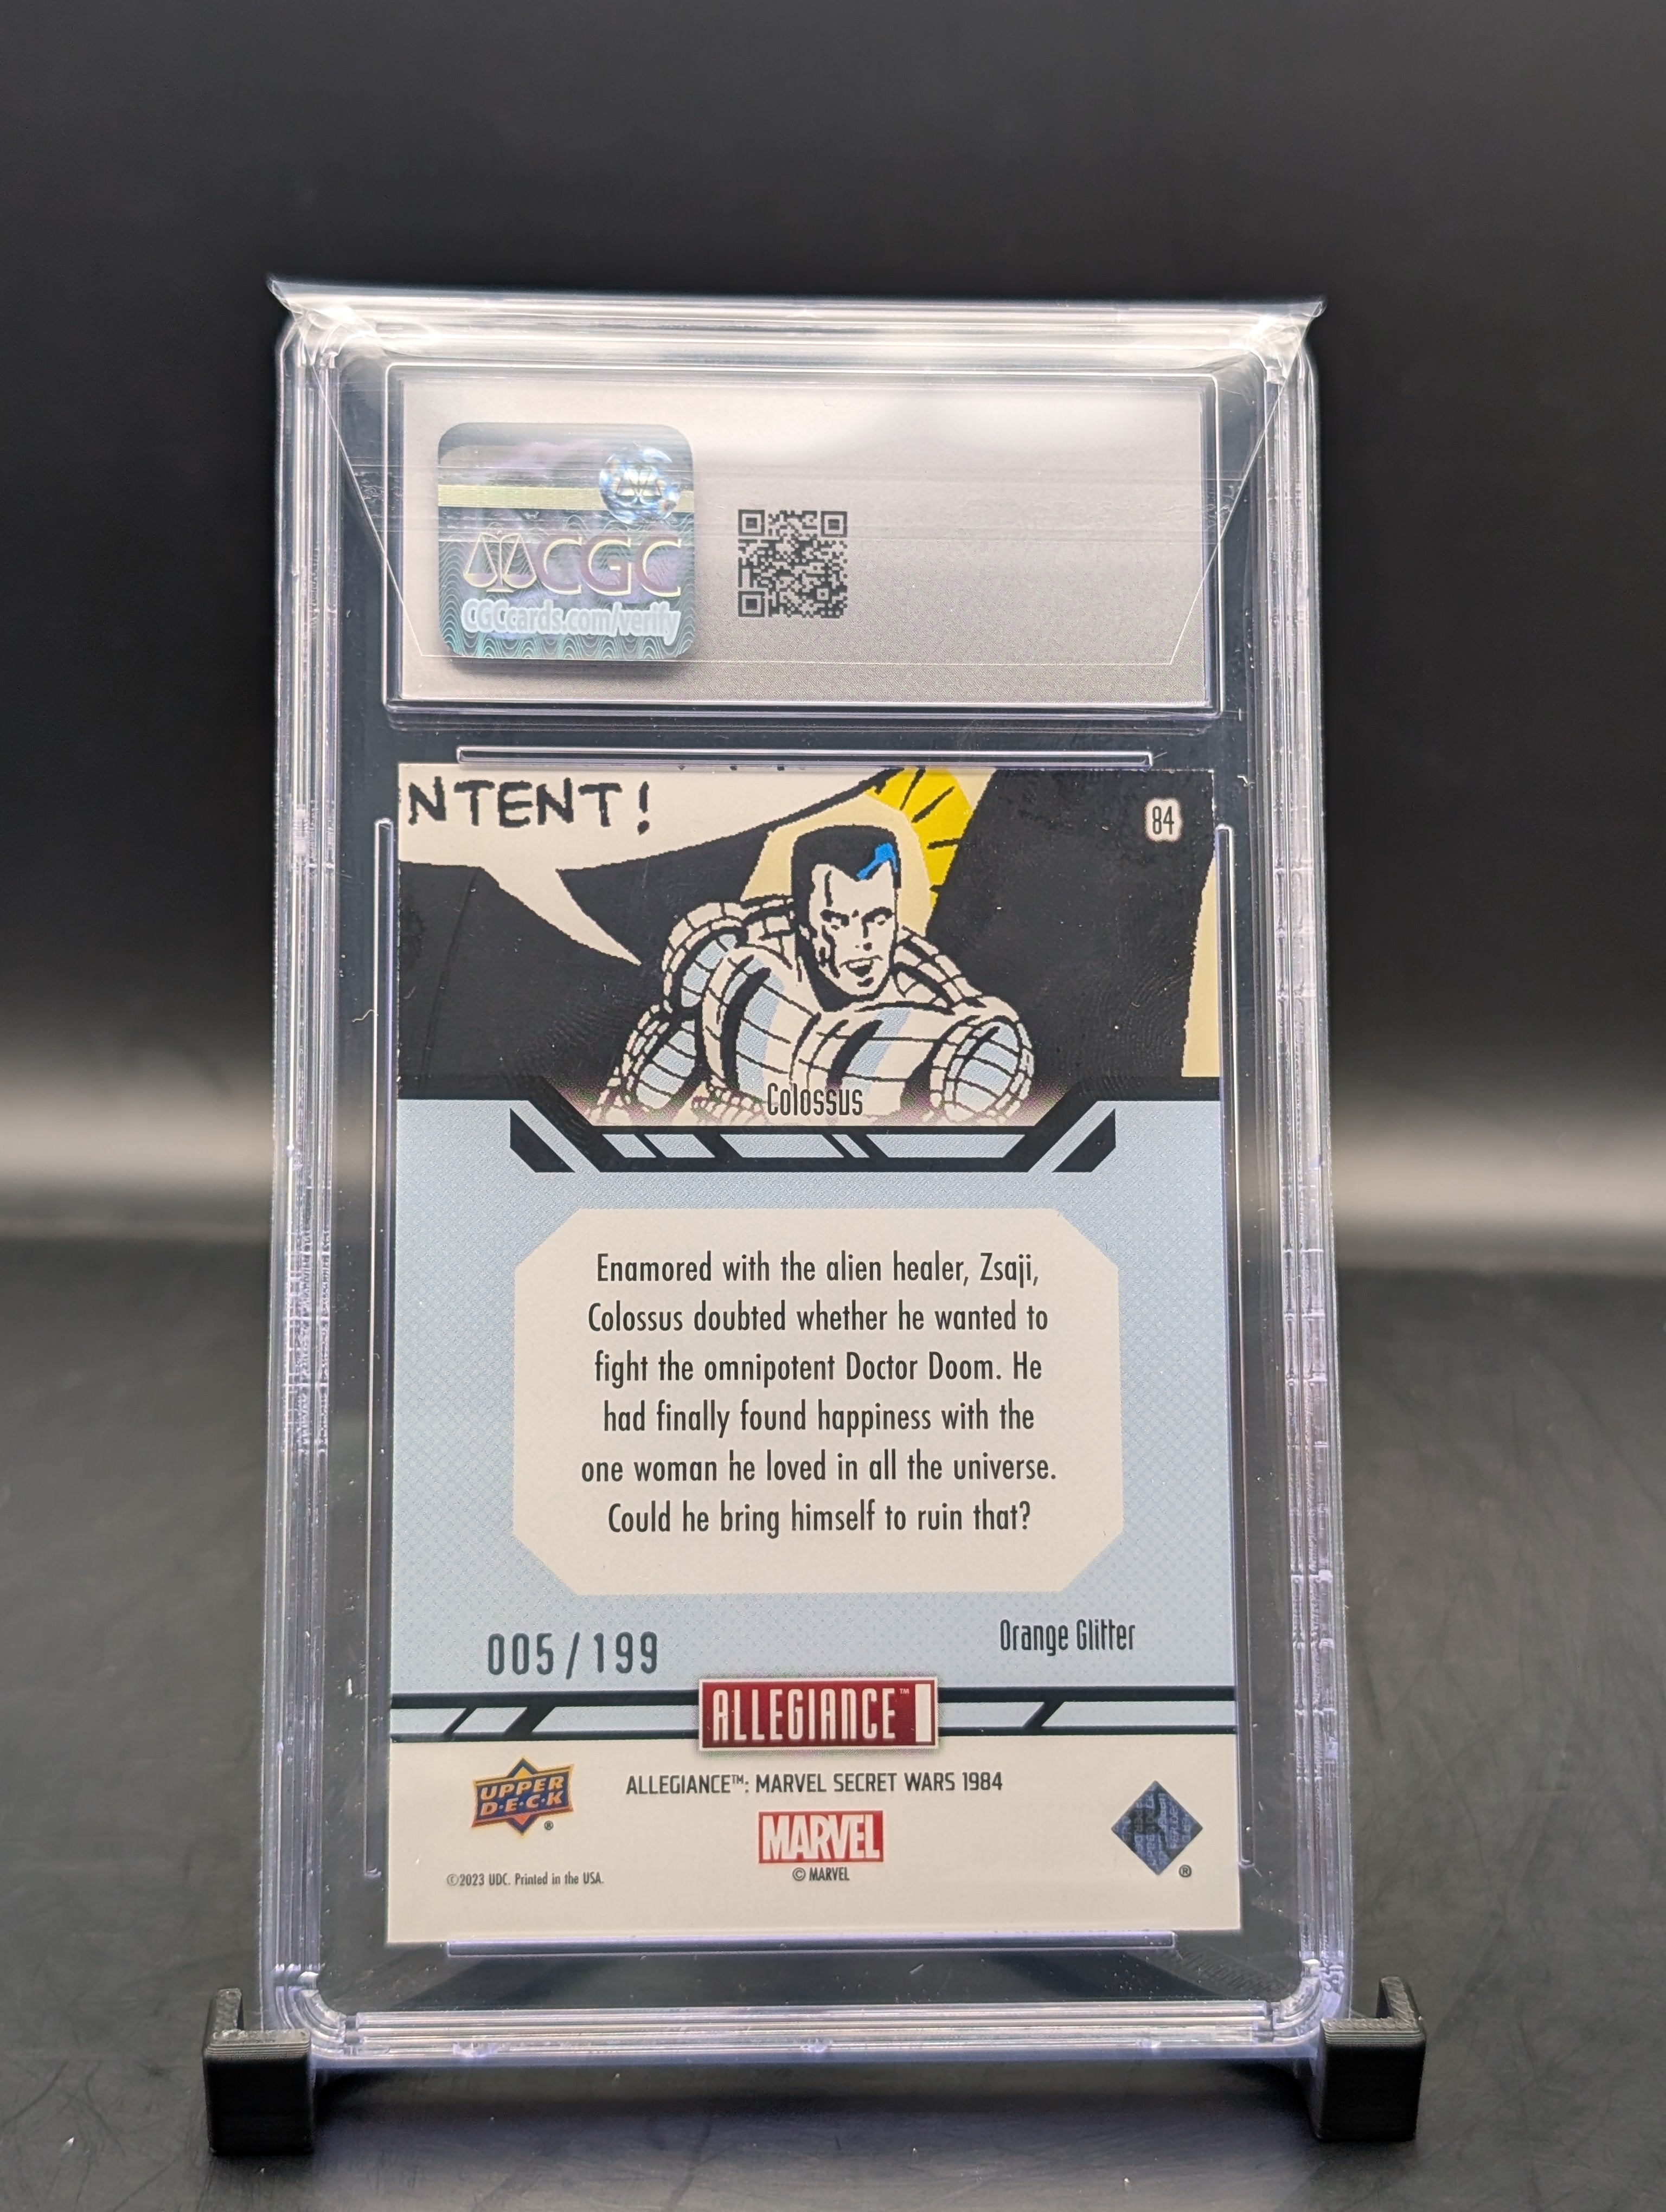 CGC
CGCcards.com/verify
NTENT!
84
Colossus
Enamored with the alien healer, Zsaji,
Colossus doubted whether he wanted to
fight the omnipotent Doctor Doom. He
had finally found happiness with the
one woman he loved in all the universe.
Could he bring himself to ruin that?
005/199
Orange Glitter
ALLEGIANCE™
UPPER
D·E·C·K
®
ALLEGIANCE™: MARVEL SECRET WARS 1984
MARVEL
© MARVEL
®
©2023 UDC. Printed in the USA.